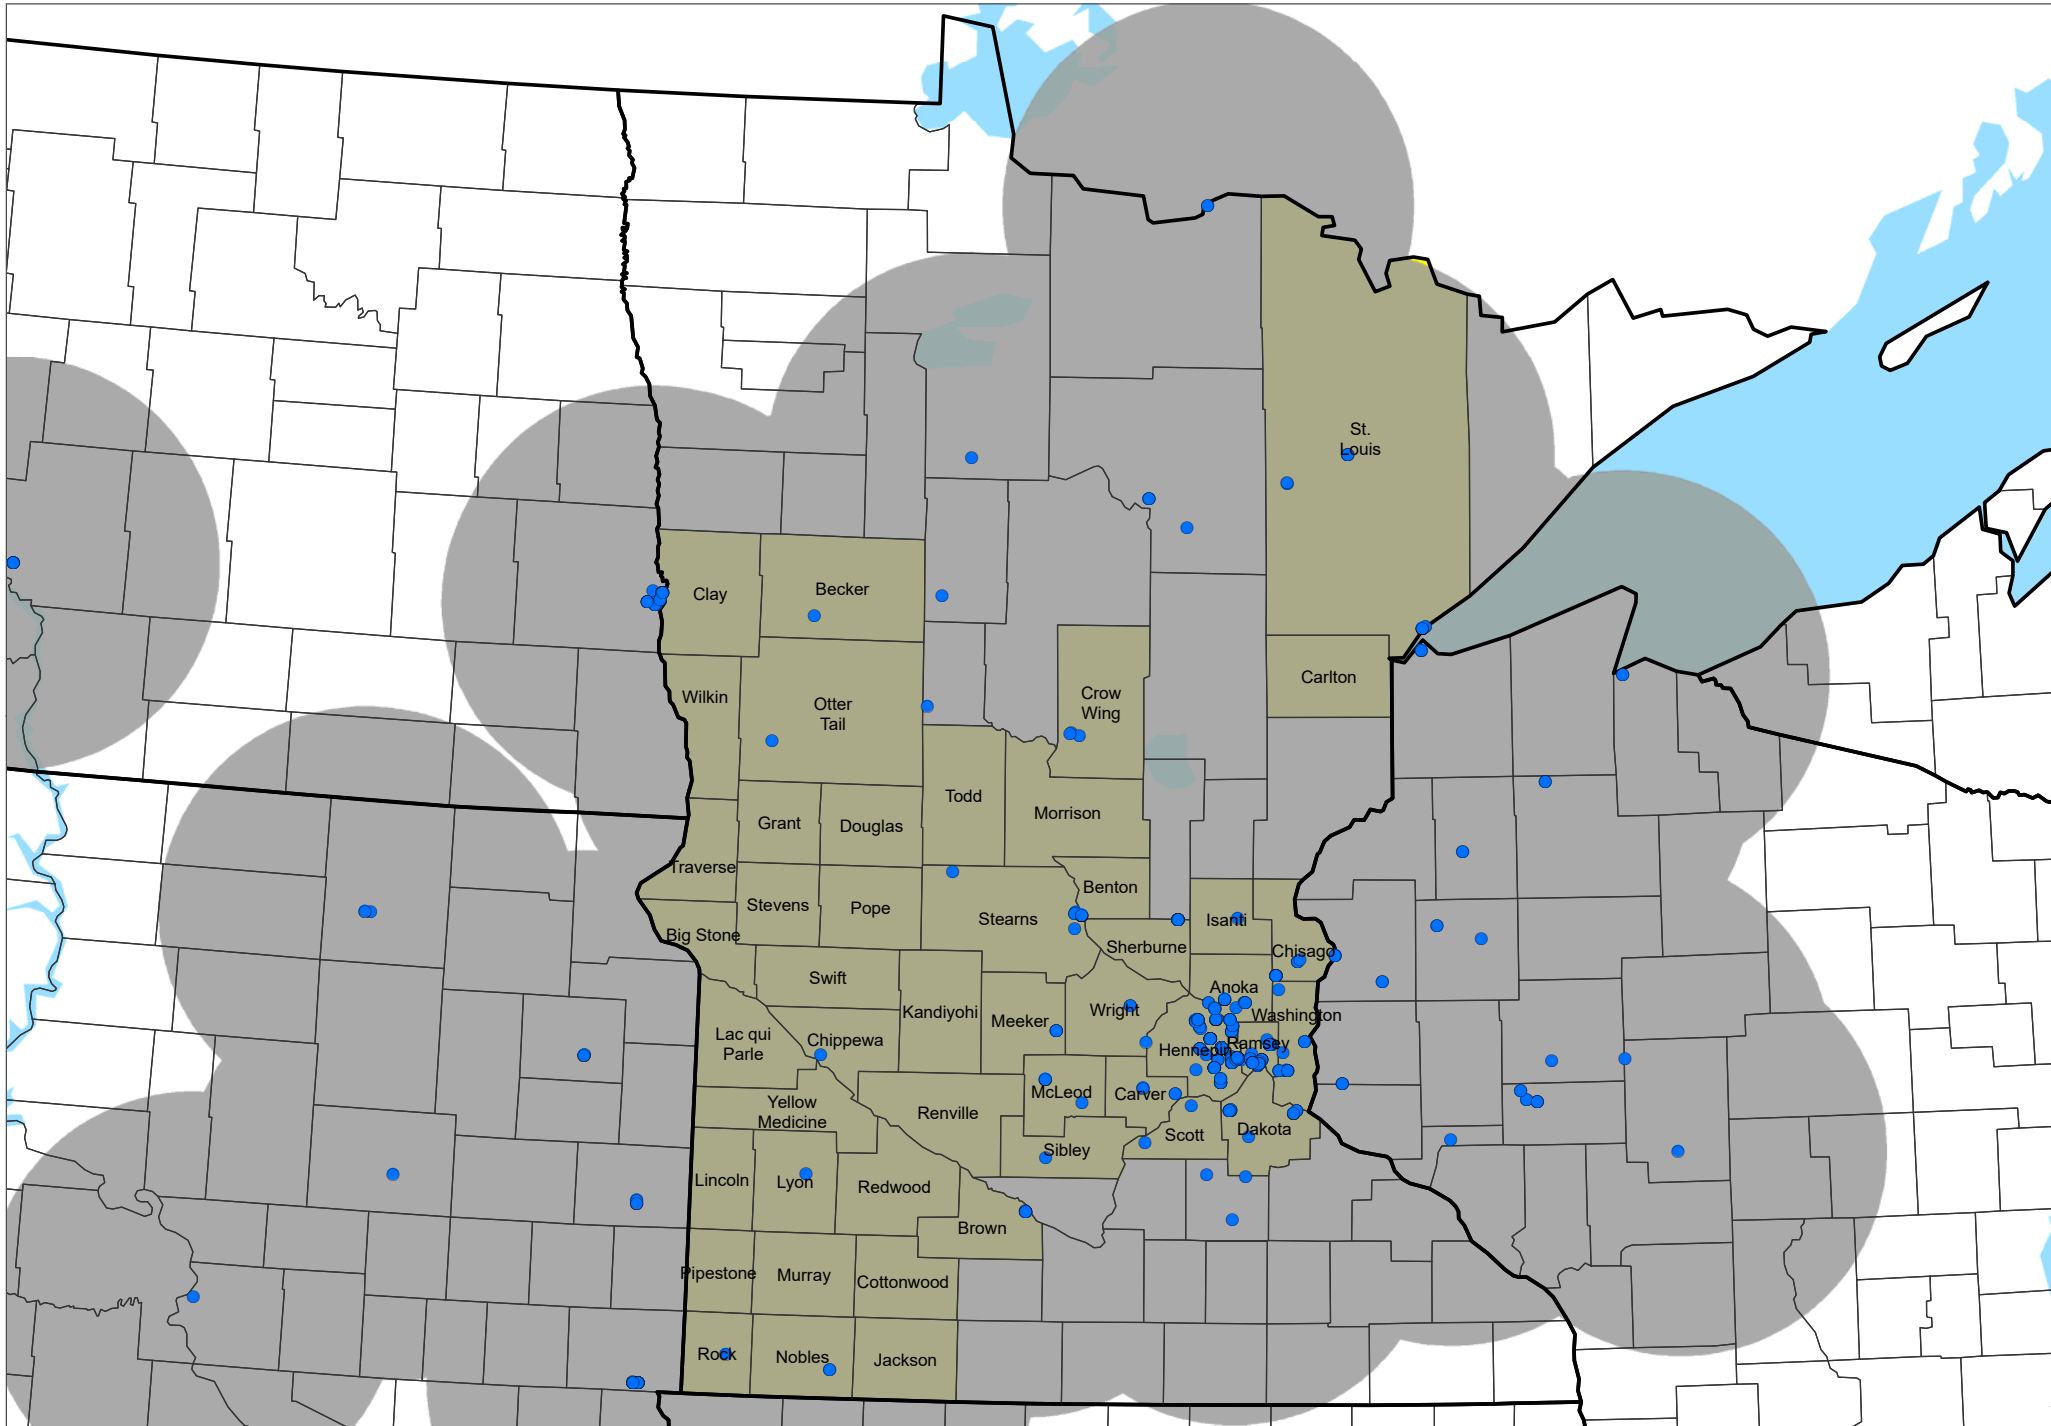 St.
Louis
Clay
Becker
Carlton
Wilkin
Otter
Tail
Crow
Wing
Todd
Morrison
Grant
Douglas
Traverse
Benton
Stevens
Pope
Stearns
Isanti
Big Stone
Sherburne
Chisago
Swift
Anoka
Kandiyohi
Wright
Washington
Meeker
Lac qui
Parle
Chippewa
Hennepin
Ramsey
McLeod
Carver
Yellow
Medicine
Renville
Scott
Dakota
Sibley
Lincoln
Lyon
Redwood
Brown
Pipestone
Murray
Cottonwood
Rock
Nobles
Jackson